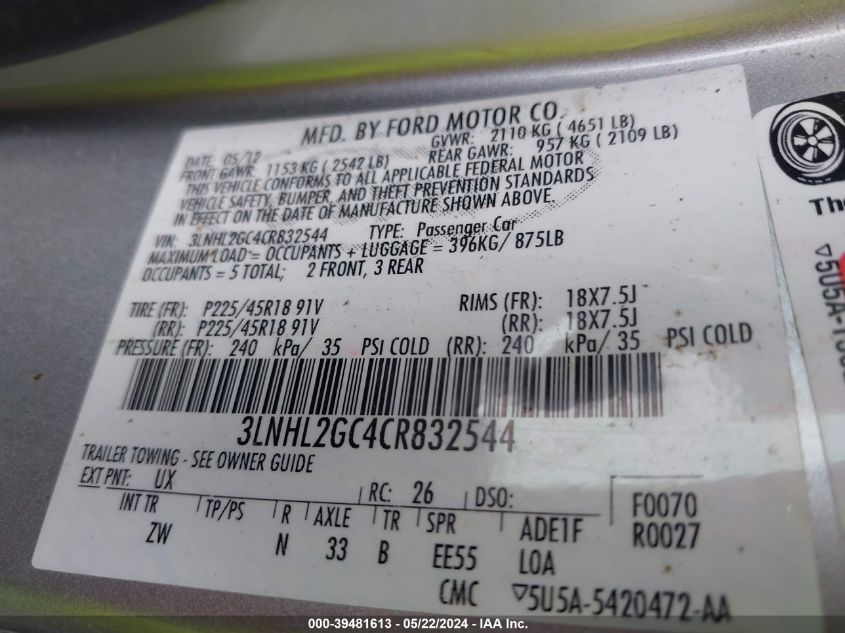 MFD. BY FORD MOTOR CO.
DATE: 05/12 GVWR: 2110 KG ( 4651 LB)
FRONT GAWR: 1153 KG ( 2542 LB) REAR GAWR: 957 KG ( 2109 LB)
THIS VEHICLE CONFORMS TO ALL APPLICABLE FEDERAL MOTOR
VEHICLE SAFETY, BUMPER, AND THEFT PREVENTION STANDARDS
IN EFFECT ON THE DATE OF MANUFACTURE SHOWN ABOVE.
VIN: 3LNHL2GC4CR832544 TYPE: Passenger Car
MAXIMUM LOAD = OCCUPANTS + LUGGAGE = 396KG/ 875LB
OCCUPANTS = 5 TOTAL; 2 FRONT, 3 REAR
TIRE (FR): P225/45R18 91V RIMS (FR): 18X7.5J
(RR): P225/45R18 91V (RR): 18X7.5J
PRESSURE (FR): 240 kPa/ 35 PSI COLD (RR): 240 kPa/ 35 PSI COLD
3LNHL2GC4CR832544
TRAILER TOWING - SEE OWNER GUIDE
EXT PNT: UX RC: 26 DSO: F0070
INT TR TP/PS R AXLE TR SPR ADE1F R0027
ZW N 33 B EE55 LOA
CMC ▽5U5A-5420472-AA
The
▽5U5A-
000-39481613 - 05/22/2024 - IAA Inc.